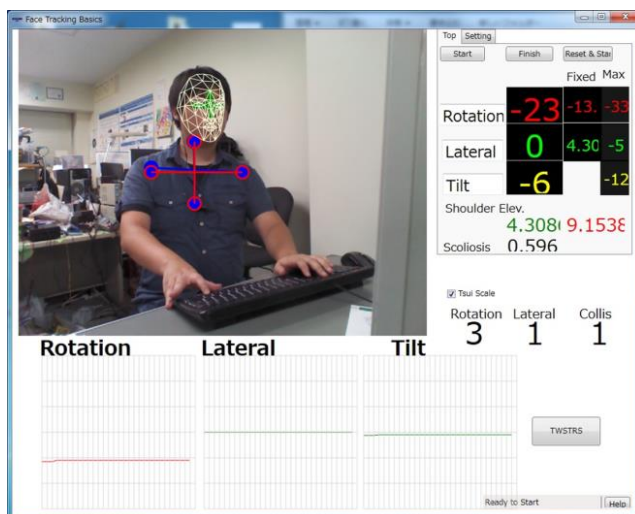 Face Tracking Basics
Top Setting
Start Finish Reset & Star
Fixed Max
Rotation -23 -13. -33
Lateral 0 4.30 -5
Tilt -6 -12
Shoulder Elev.
4.308 9.1538
Scoliosis 0.596
Tsui Scale
Rotation Lateral Collis
3 1 1
Rotation Lateral Tilt
TWSTRS
Ready to Start Help